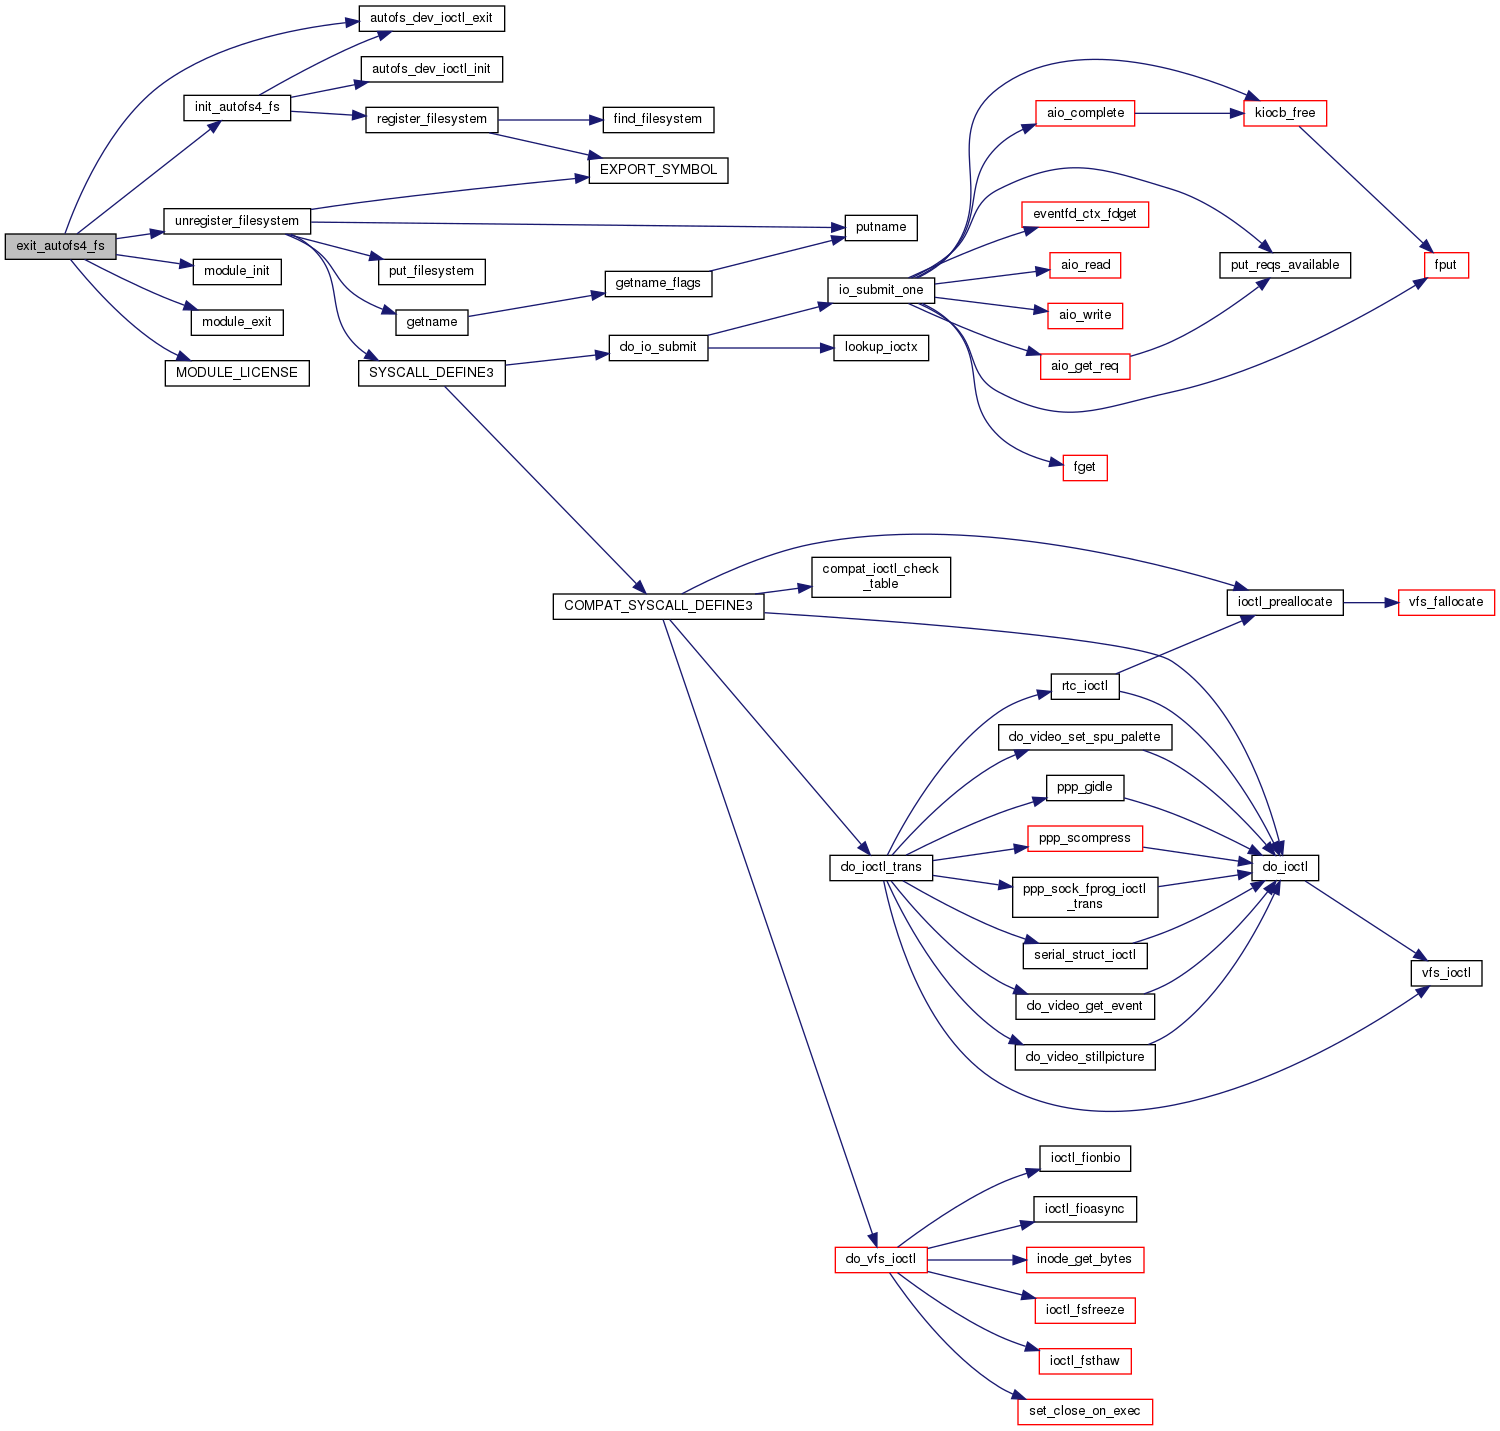 autofs_dev_ioctl_exit
autofs_dev_ioctl_init
init_autofs4_fs
register_filesystem
find_filesystem
EXPORT_SYMBOL
aio_complete
kiocb_free
unregister_filesystem
putname
eventfd_ctx_fdget
exit_autofs4_fs
module_init
put_filesystem
getname_flags
io_submit_one
aio_read
put_reqs_available
fput
module_exit
getname
aio_write
MODULE_LICENSE
SYSCALL_DEFINE3
do_io_submit
lookup_ioctx
aio_get_req
fget
compat_ioctl_check
_table
COMPAT_SYSCALL_DEFINE3
ioctl_preallocate
vfs_fallocate
rtc_ioctl
do_video_set_spu_palette
ppp_gidle
ppp_scompress
do_ioctl_trans
do_ioctl
ppp_sock_fprog_ioctl
_trans
serial_struct_ioctl
vfs_ioctl
do_video_get_event
do_video_stillpicture
ioctl_fionbio
ioctl_fioasync
do_vfs_ioctl
inode_get_bytes
ioctl_fsfreeze
ioctl_fsthaw
set_close_on_exec